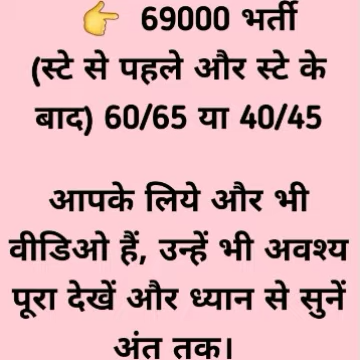 👉 69000 भर्ती
(स्टे से पहले और स्टे के
बाद) 60/65 या 40/45
आपके लिये और भी
वीडिओ हैं, उन्हें भी अवश्य
पूरा देखें और ध्यान से सुनें
अंत तक।